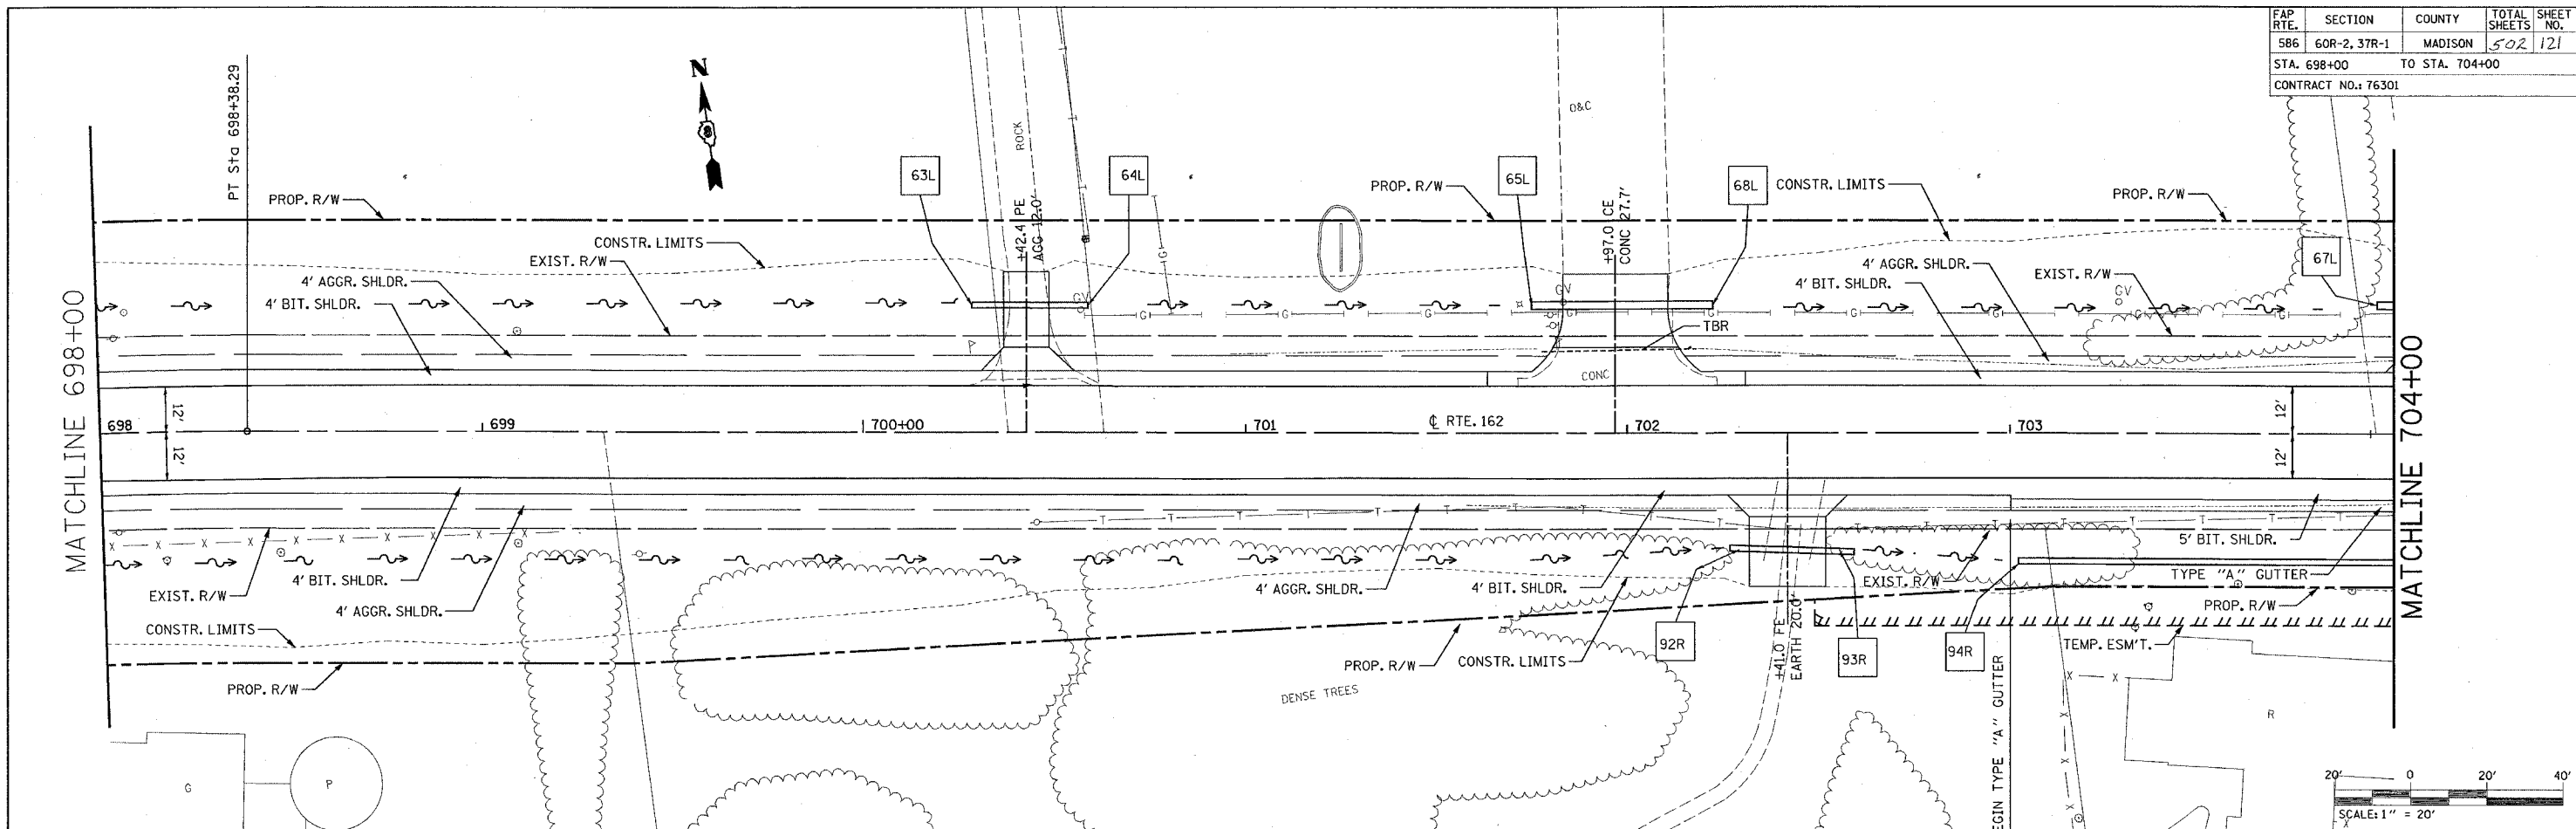 FAP RTE. SECTION COUNTY TOTAL SHEETS SHEET NO.
586 60R-2, 37R-1 MADISON 502 121
STA. 698+00 TO STA. 704+00
CONTRACT NO.: 76301
PT Sta 698+38.29
N
ROCK
O&C
63L
64L
65L
68L
67L
+42.4 PE
AGG 12.0'
+97.0 CE
CONC 27.7'
PROP. R/W
PROP. R/W
CONSTR. LIMITS
PROP. R/W
CONSTR. LIMITS
EXIST. R/W
4' AGGR. SHLDR.
4' BIT. SHLDR.
4' AGGR. SHLDR.
4' BIT. SHLDR.
EXIST. R/W
GV
GV
GV
G G G G G G G G G G
P
TBR
CONC
MATCHLINE 698+00
MATCHLINE 704+00
12'
12'
12'
12'
698
699
700+00
701
℄ RTE. 162
702
703
X X X X X X X X X
T T T T T T T T T T T T T
4' BIT. SHLDR.
EXIST. R/W
4' AGGR. SHLDR.
CONSTR. LIMITS
PROP. R/W
4' AGGR. SHLDR.
4' BIT. SHLDR.
EXIST. R/W
5' BIT. SHLDR.
TYPE "A" GUTTER
PROP. R/W
TEMP. ESM'T.
92R
93R
94R
PROP. R/W
CONSTR. LIMITS
+41.0 FE
EARTH 20.0'
DENSE TREES
BEGIN TYPE "A" GUTTER
X X
X
X
G
P
R
20' 0 20' 40'
SCALE: 1" = 20'